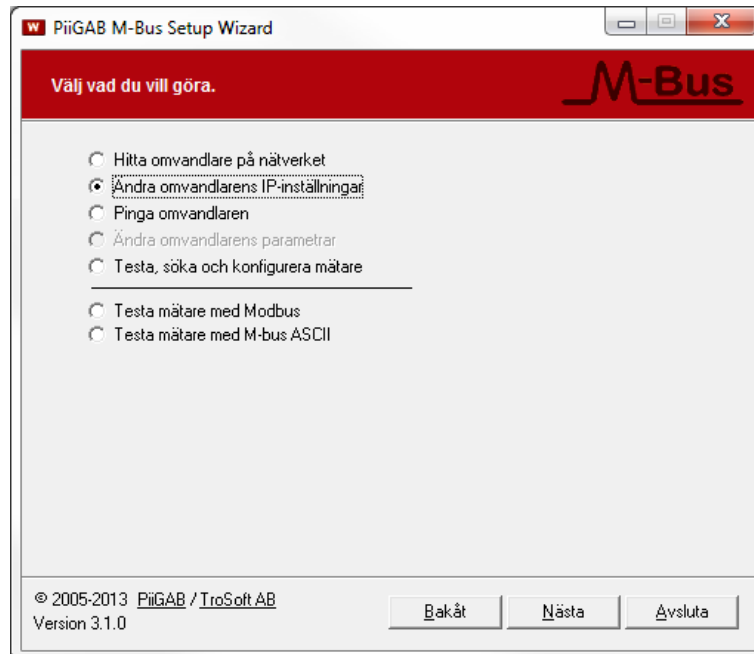 W PiiGAB M-Bus Setup Wizard
Välj vad du vill göra.
M-Bus
Hitta omvandlare på nätverket
Ändra omvandlarens IP-inställningar
Pinga omvandlaren
Ändra omvandlarens parametrar
Testa, söka och konfigurera mätare
Testa mätare med Modbus
Testa mätare med M-bus ASCII
© 2005-2013 PiiGAB / TroSoft AB
Version 3.1.0
Bakåt Nästa Avsluta